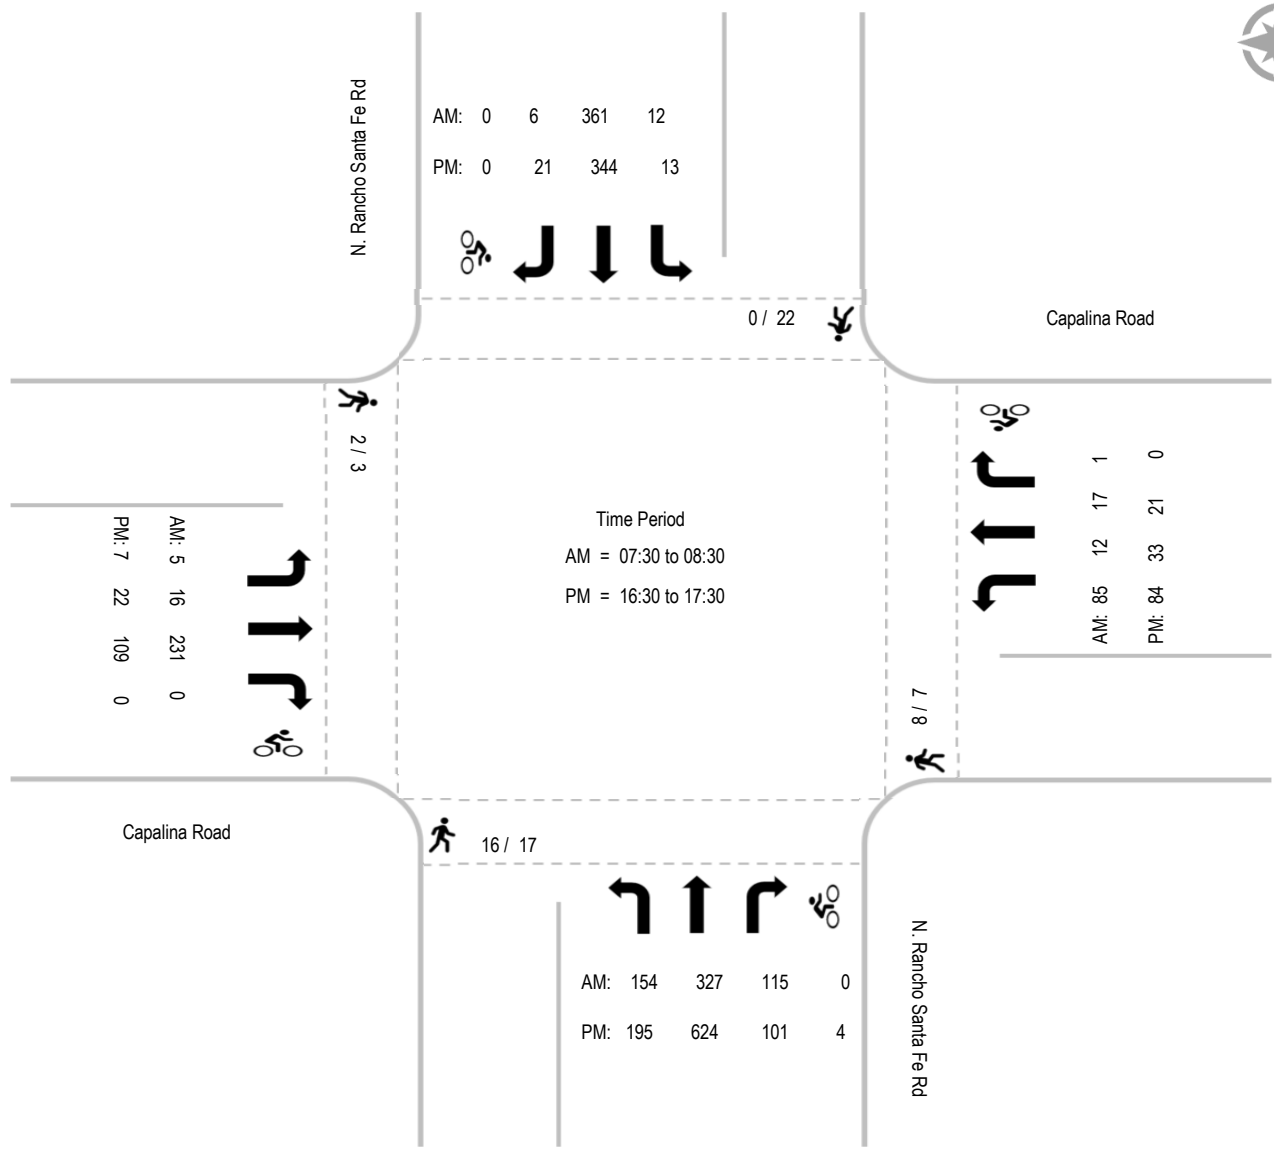 N. Rancho Santa Fe Rd
AM: 0 6 361 12
PM: 0 21 344 13
0 / 22
Capalina Road
2 / 3
AM: 5 16 231 0
PM: 7 22 109 0
Time Period
AM = 07:30 to 08:30
PM = 16:30 to 17:30
AM: 85 12 17 1
PM: 84 33 21 0
8 / 7
Capalina Road
16 / 17
AM: 154 327 115 0
PM: 195 624 101 4
N. Rancho Santa Fe Rd